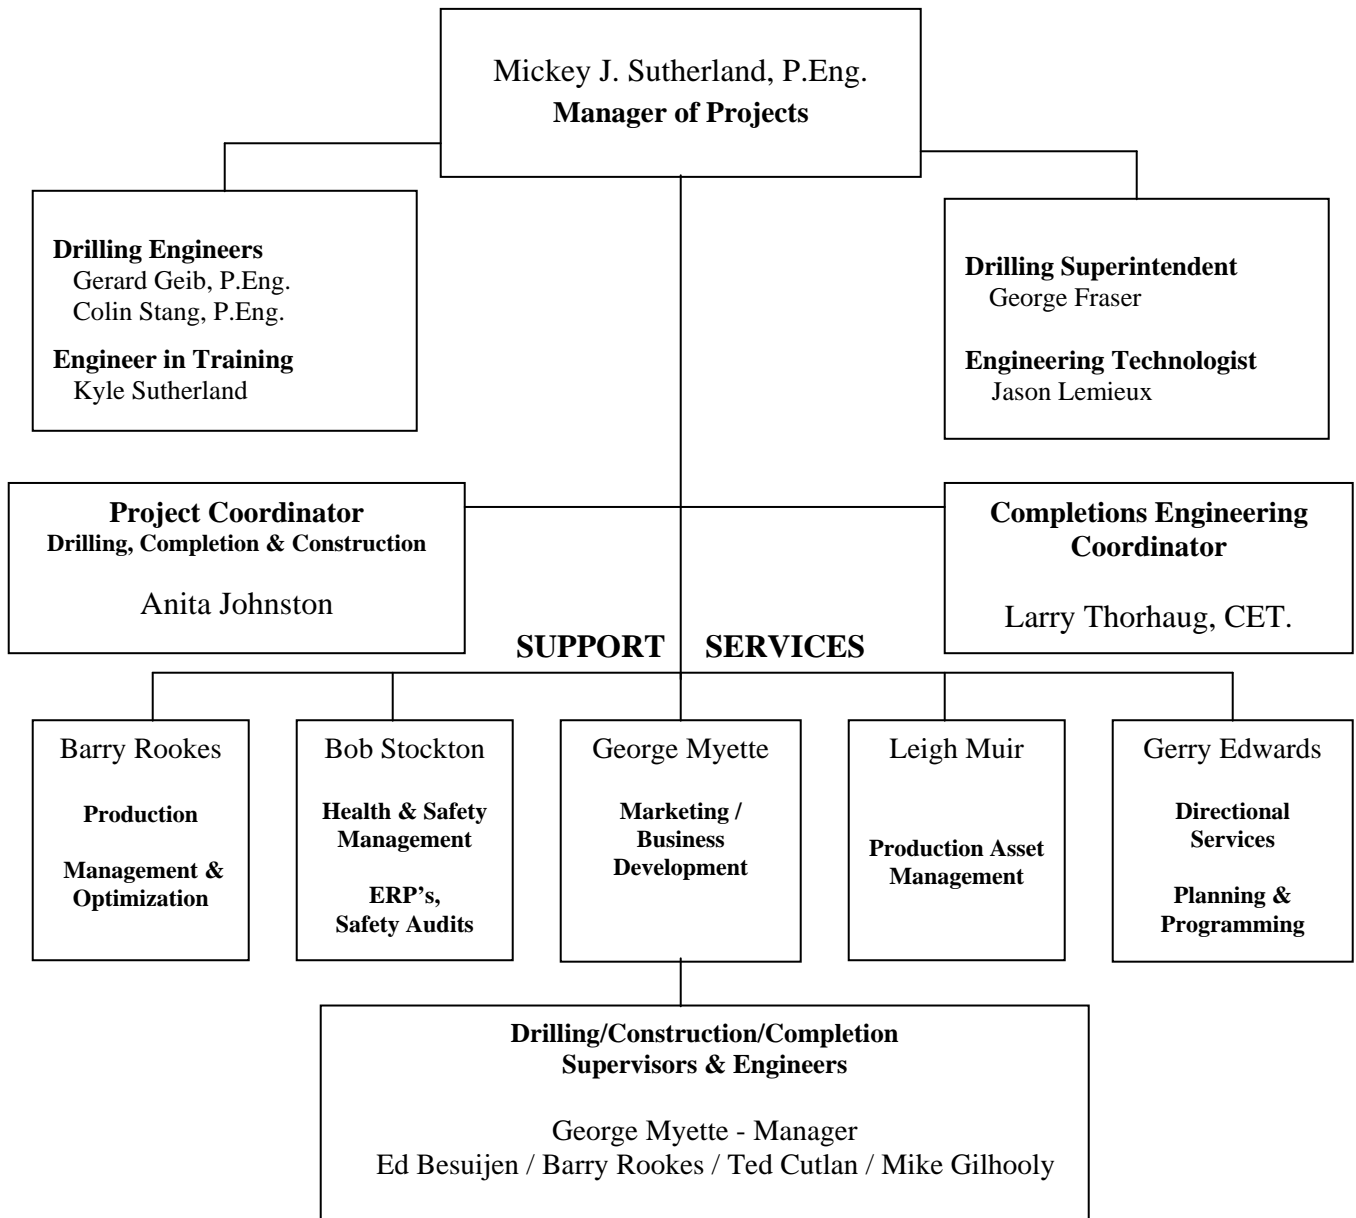 Mickey J. Sutherland, P.Eng.
Manager of Projects
Drilling Engineers
Gerard Geib, P.Eng.
Colin Stang, P.Eng.
Engineer in Training
Kyle Sutherland
Drilling Superintendent
George Fraser
Engineering Technologist
Jason Lemieux
Project Coordinator
Drilling, Completion & Construction
Anita Johnston
Completions Engineering
Coordinator
Larry Thorhaug, CET.
SUPPORT SERVICES
Barry Rookes
Production
Management &
Optimization
Bob Stockton
Health & Safety
Management
ERP's,
Safety Audits
George Myette
Marketing /
Business
Development
Leigh Muir
Production Asset
Management
Gerry Edwards
Directional
Services
Planning &
Programming
Drilling/Construction/Completion
Supervisors & Engineers
George Myette - Manager
Ed Besuijen / Barry Rookes / Ted Cutlan / Mike Gilhooly